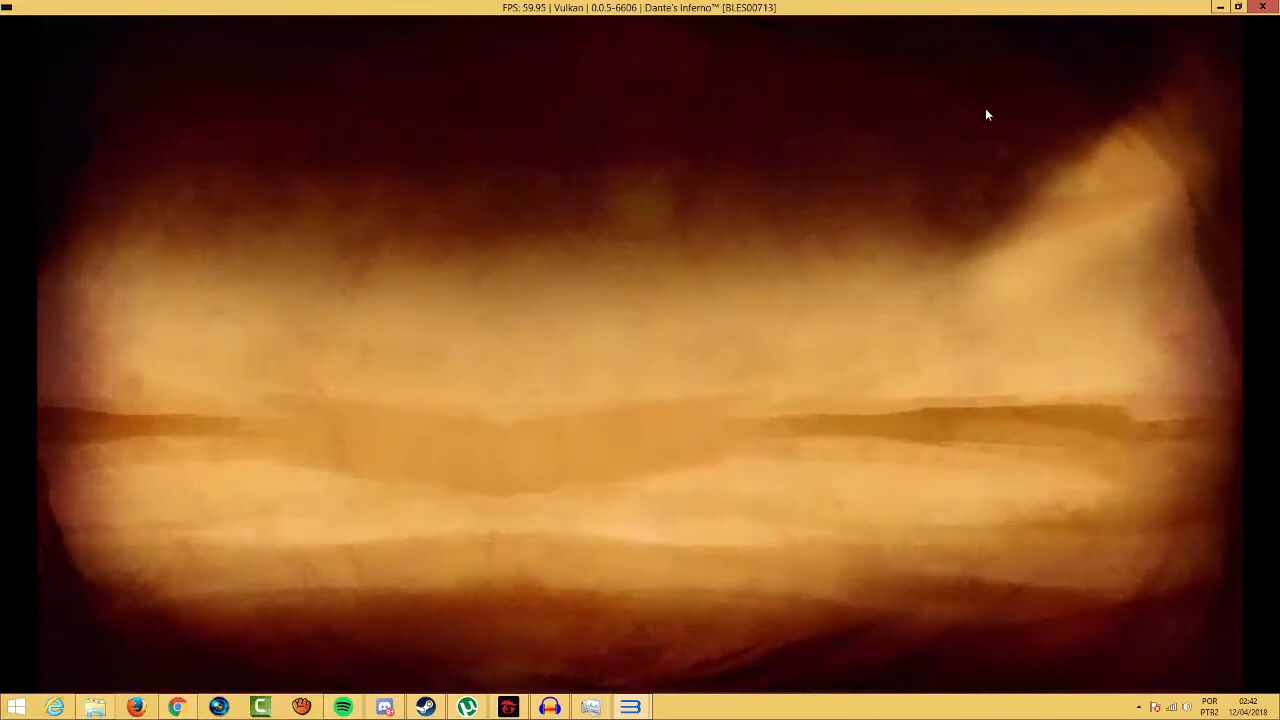 FPS: 59.95 | Vulkan | 0.0.5-6606 | Dante's Inferno™ [BLES00713]
POR
PTB2
02:42
12/04/2018